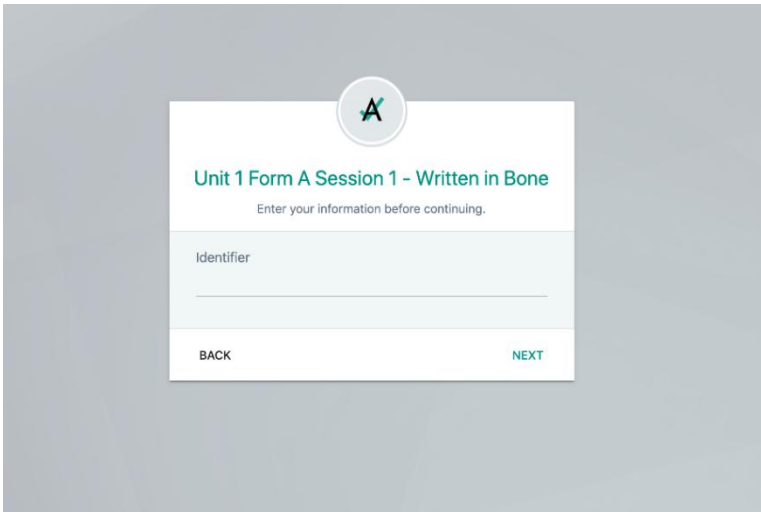 A
Unit 1 Form A Session 1 - Written in Bone
Enter your information before continuing.
Identifier
BACK NEXT